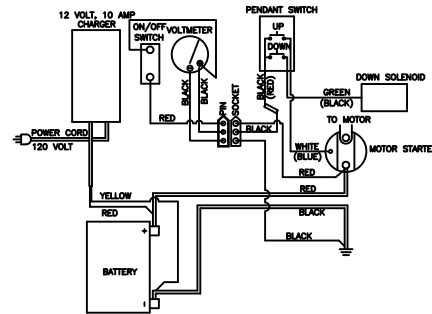 PENDANT SWITCH
12 VOLT, 10 AMP
CHARGER
ON/OFF
SWITCH
VOLTMETER
UP
DOWN
BLACK
(RED)
DOWN SOLENOID
GREEN
(BLACK)
BLACK
BLACK
PIN
SOCKET
RED
BLACK
TO MOTOR
POWER CORD
120 VOLT
WHITE
(BLUE)
MOTOR STARTE
RED
RED
YELLOW
RED
BLACK
BLACK
+
BATTERY
-